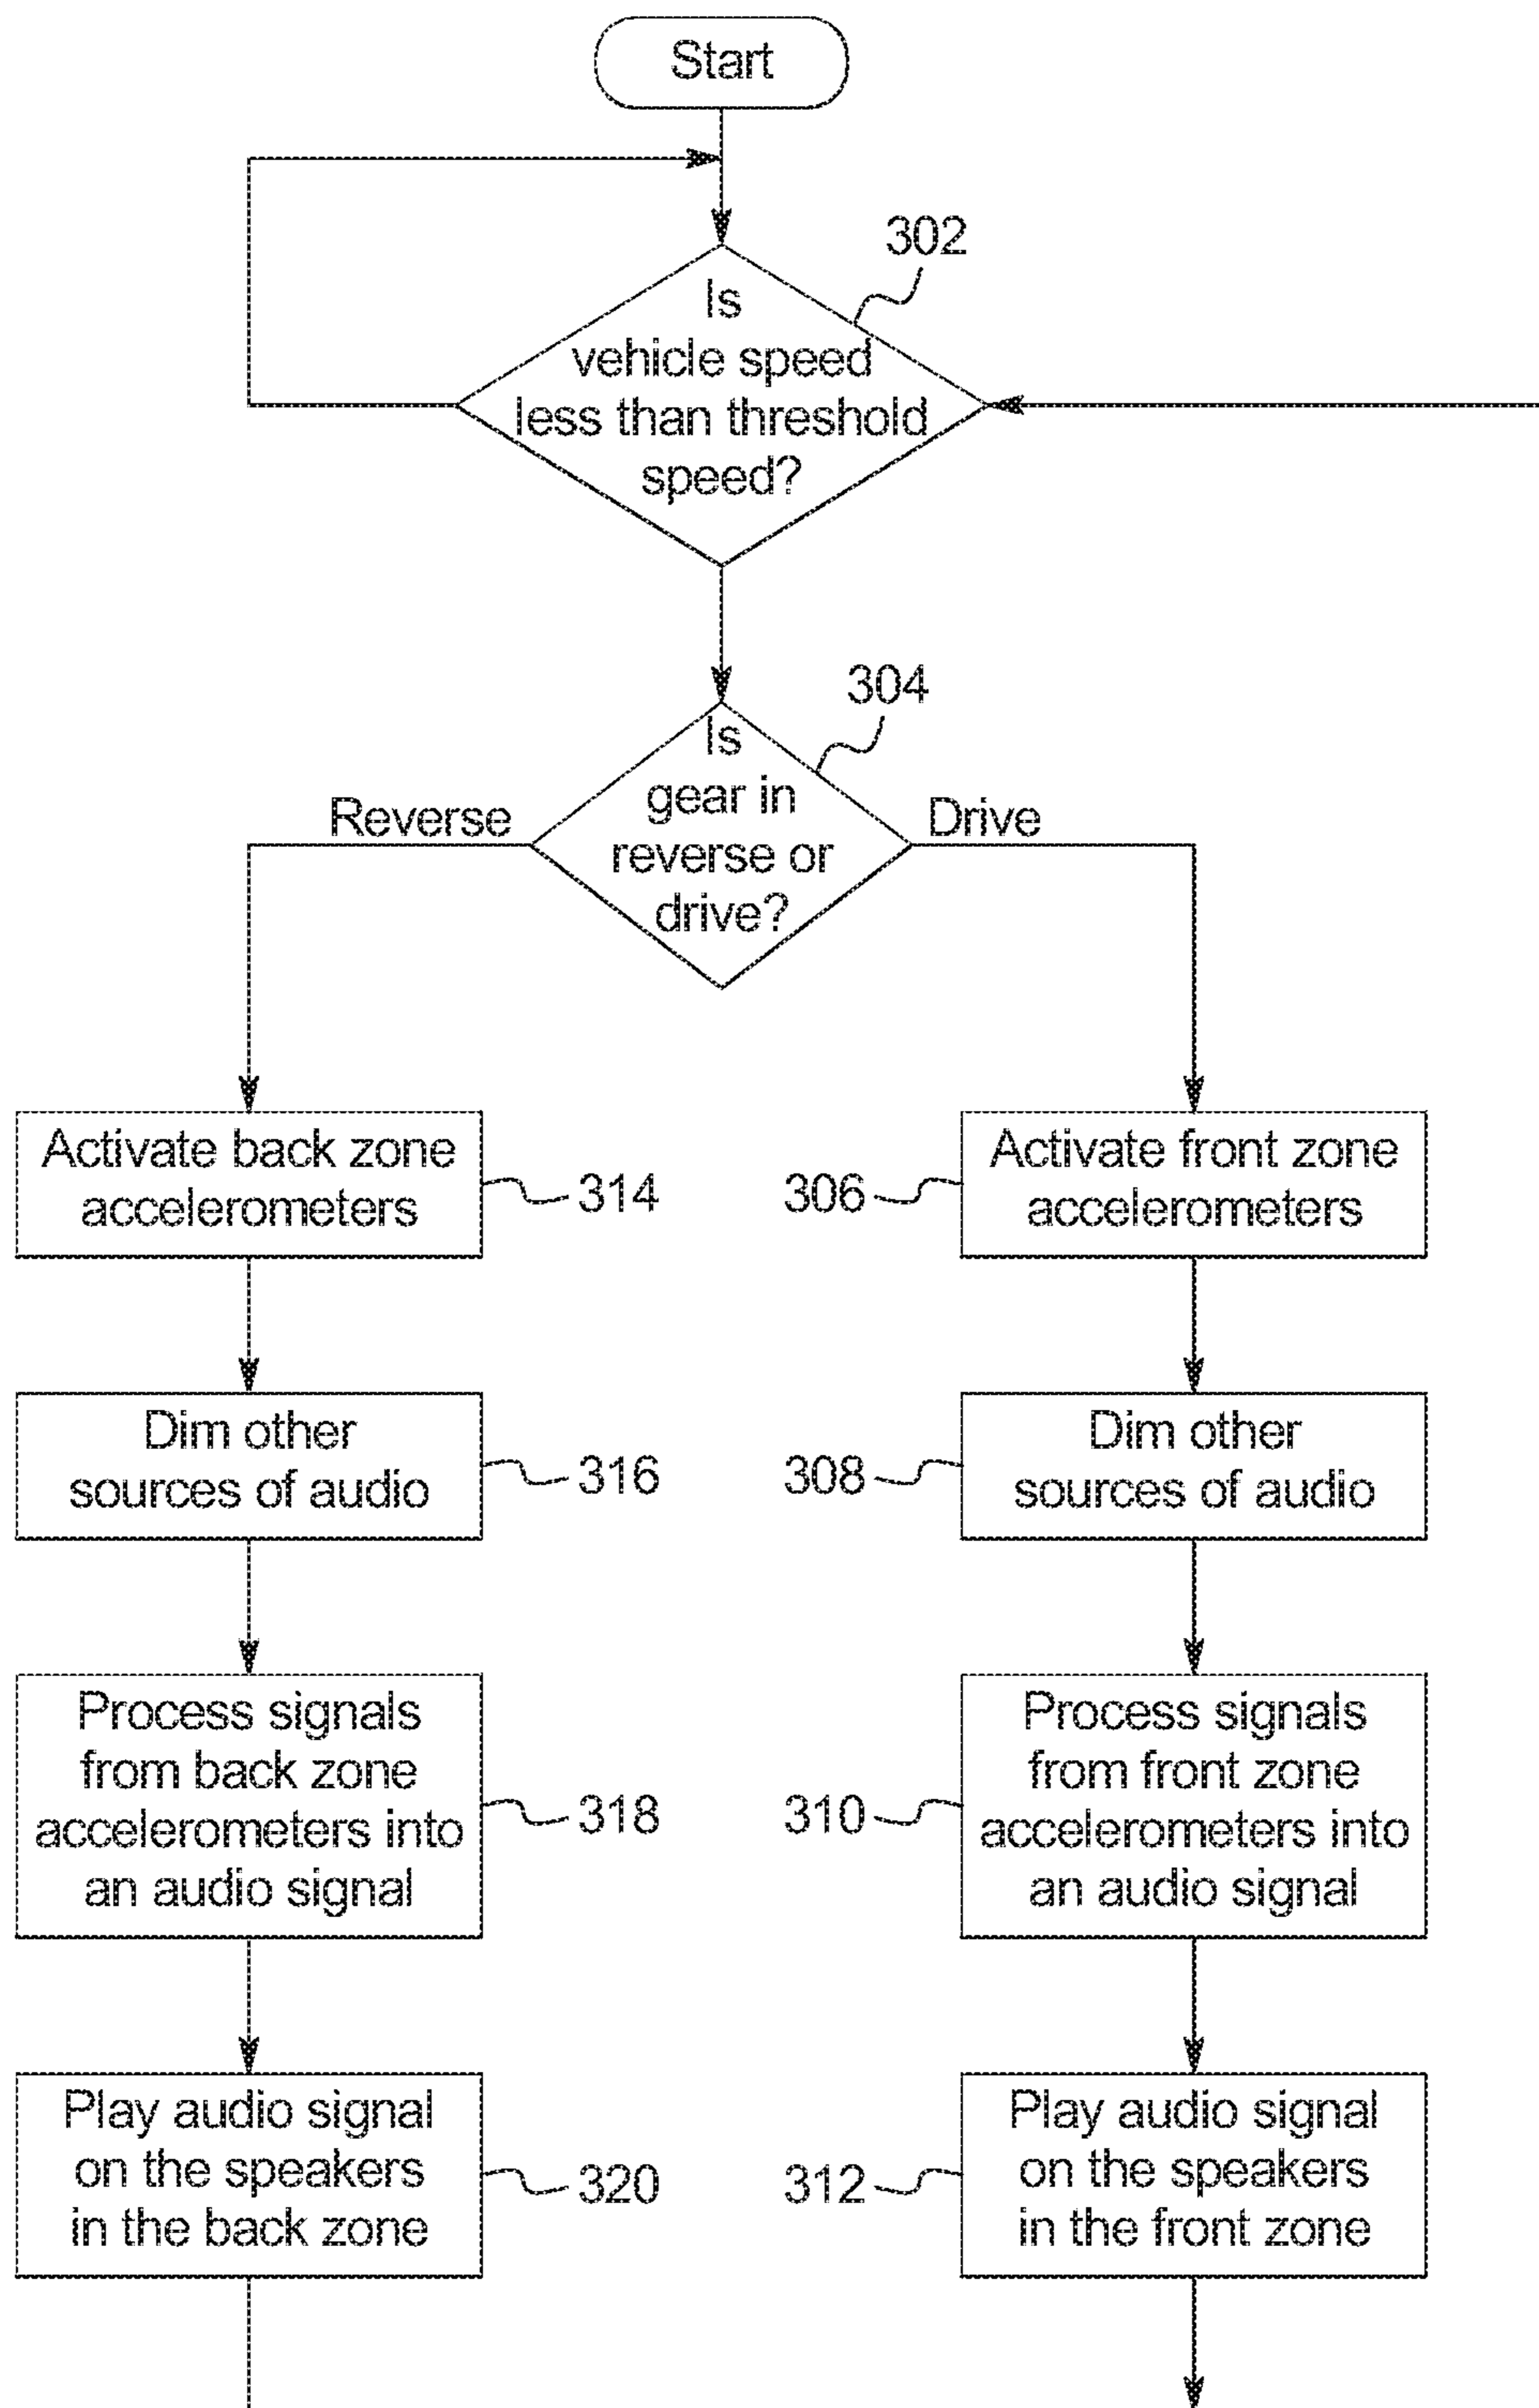 Start
302
Is
vehicle speed
less than threshold
speed?
304
Is
gear in
reverse or
drive?
Reverse
Drive
Activate back zone
accelerometers
314
306
Activate front zone
accelerometers
Dim other
sources of audio
316
308
Dim other
sources of audio
Process signals
from back zone
accelerometers into
an audio signal
318
310
Process signals
from front zone
accelerometers into
an audio signal
Play audio signal
on the speakers
in the back zone
320
312
Play audio signal
on the speakers
in the front zone